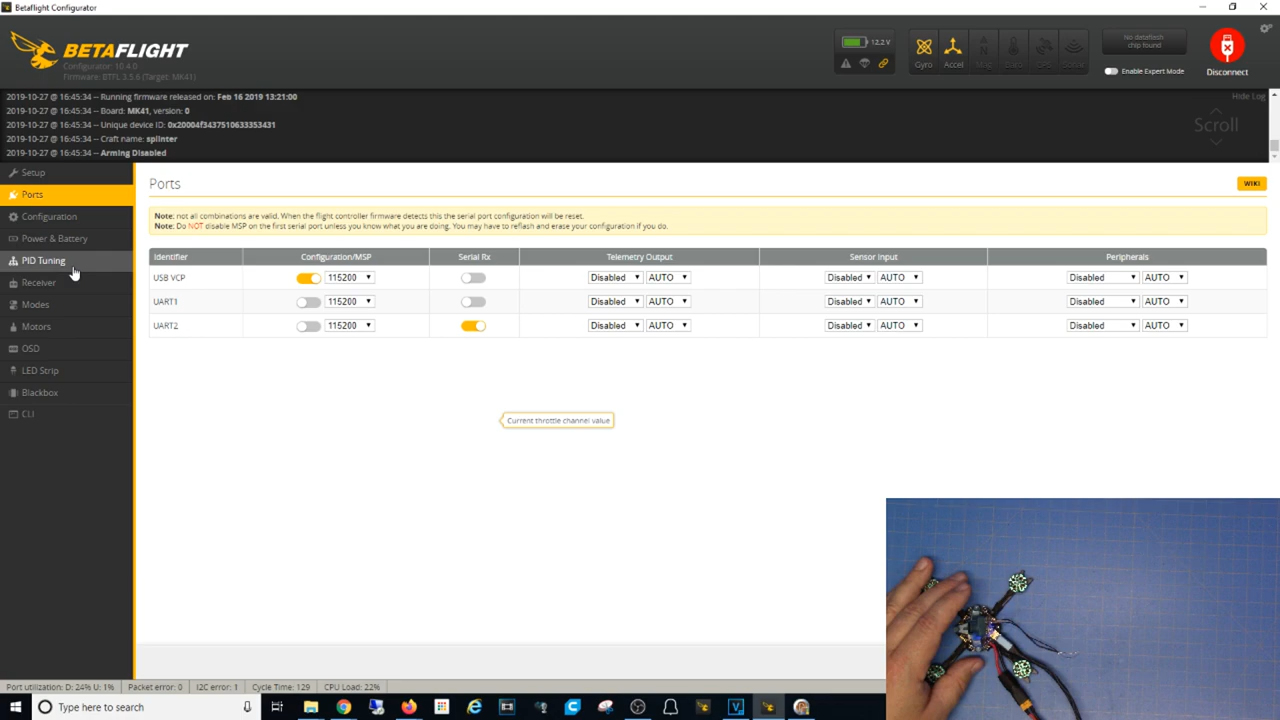 Betaflight Configurator
BETAFLIGHT
Configurator: 10.4.0
Firmware: BTFL 3.5.6 (Target: MK41)
12.2 V
Gyro Accel
No dataflash
chip found
Enable Expert Mode
Disconnect
2019-10-27 @ 16:45:34 -- Running firmware released on: Feb 16 2019 13:21:00
2019-10-27 @ 16:45:34 -- Board: MK41, version: 0
2019-10-27 @ 16:45:34 -- Unique device ID: 0x20004f3437510633353431
2019-10-27 @ 16:45:34 -- Craft name: splinter
2019-10-27 @ 16:45:34 -- Arming Disabled
Hide Log
Scroll
Setup
Ports
Configuration
Power & Battery
PID Tuning
Receiver
Modes
Motors
OSD
LED Strip
Blackbox
CLI
Ports
WIKI
Note: not all combinations are valid. When the flight controller firmware detects this the serial port configuration will be reset.
Note: Do NOT disable MSP on the first serial port unless you know what you are doing. You may have to reflash and erase your configuration if you do.
Identifier Configuration/MSP Serial Rx Telemetry Output Sensor Input Peripherals
USB VCP 115200 Disabled AUTO Disabled AUTO Disabled AUTO
UART1 115200 Disabled AUTO Disabled AUTO Disabled AUTO
UART2 115200 Disabled AUTO Disabled AUTO Disabled AUTO
Current throttle channel value
Port utilization: D: 24% U: 1% Packet error: 0 I2C error: 1 Cycle Time: 129 CPU Load: 22%
Type here to search